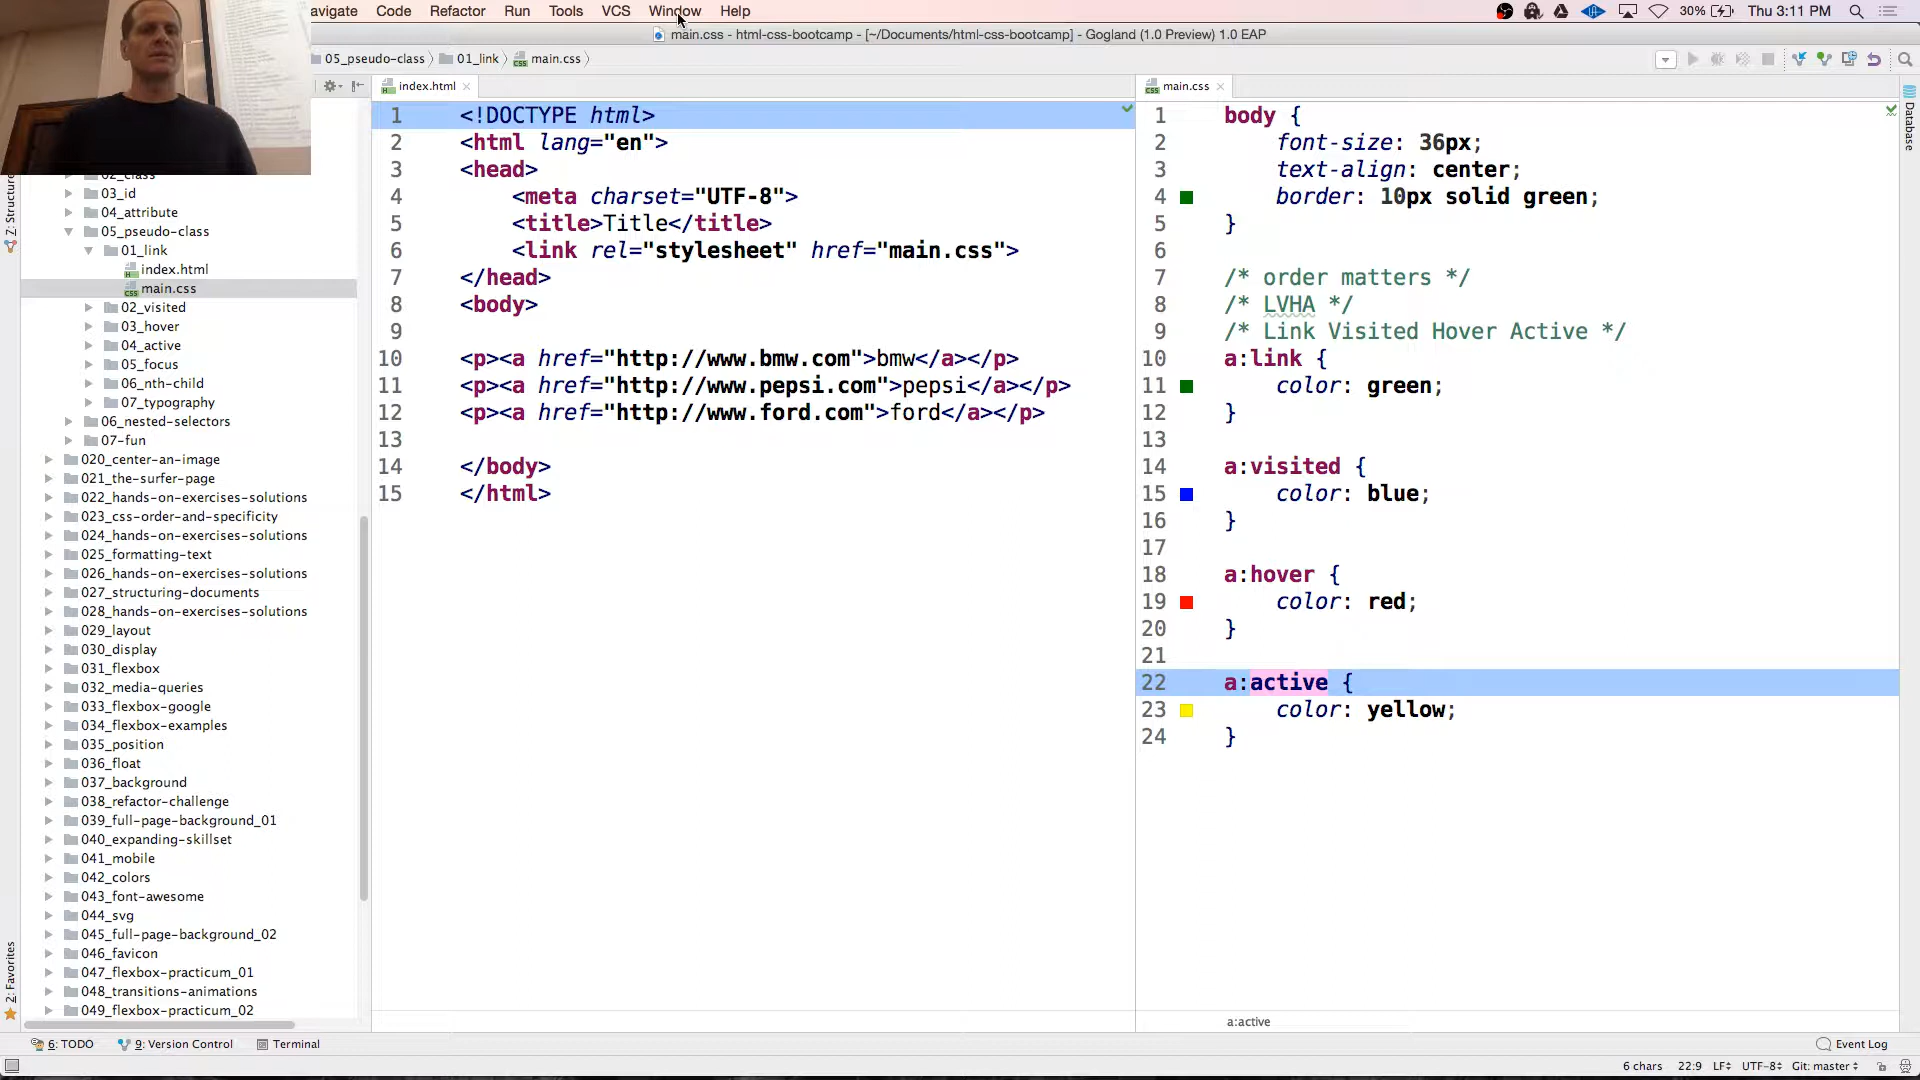 avigate Code Refactor Run Tools VCS Window Help
30% Thu 3:11 PM
main.css - html-css-bootcamp - [~/Documents/html-css-bootcamp] - Gogland (1.0 Preview) 1.0 EAP
05_pseudo-class 01_link main.css
index.html
main.css
Z: Structure
02_class
03_id
04_attribute
05_pseudo-class
01_link
index.html
main.css
02_visited
03_hover
04_active
05_focus
06_nth-child
07_typography
06_nested-selectors
07-fun
020_center-an-image
021_the-surfer-page
022_hands-on-exercises-solutions
023_css-order-and-specificity
024_hands-on-exercises-solutions
025_formatting-text
026_hands-on-exercises-solutions
027_structuring-documents
028_hands-on-exercises-solutions
029_layout
030_display
031_flexbox
032_media-queries
033_flexbox-google
034_flexbox-examples
035_position
036_float
037_background
038_refactor-challenge
039_full-page-background_01
040_expanding-skillset
041_mobile
042_colors
043_font-awesome
044_svg
045_full-page-background_02
046_favicon
047_flexbox-practicum_01
048_transitions-animations
049_flexbox-practicum_02
2: Favorites
1 <!DOCTYPE html>
2 <html lang="en">
3 <head>
4 <meta charset="UTF-8">
5 <title>Title</title>
6 <link rel="stylesheet" href="main.css">
7 </head>
8 <body>
9
10 <p><a href="http://www.bmw.com">bmw</a></p>
11 <p><a href="http://www.pepsi.com">pepsi</a></p>
12 <p><a href="http://www.ford.com">ford</a></p>
13
14 </body>
15 </html>
1 body {
2 font-size: 36px;
3 text-align: center;
4 border: 10px solid green;
5 }
6
7 /* order matters */
8 /* LVHA */
9 /* Link Visited Hover Active */
10 a:link {
11 color: green;
12 }
13
14 a:visited {
15 color: blue;
16 }
17
18 a:hover {
19 color: red;
20 }
21
22 a:active {
23 color: yellow;
24 }
a:active
Database
6: TODO 9: Version Control Terminal Event Log
6 chars 22:9 LF UTF-8 Git: master